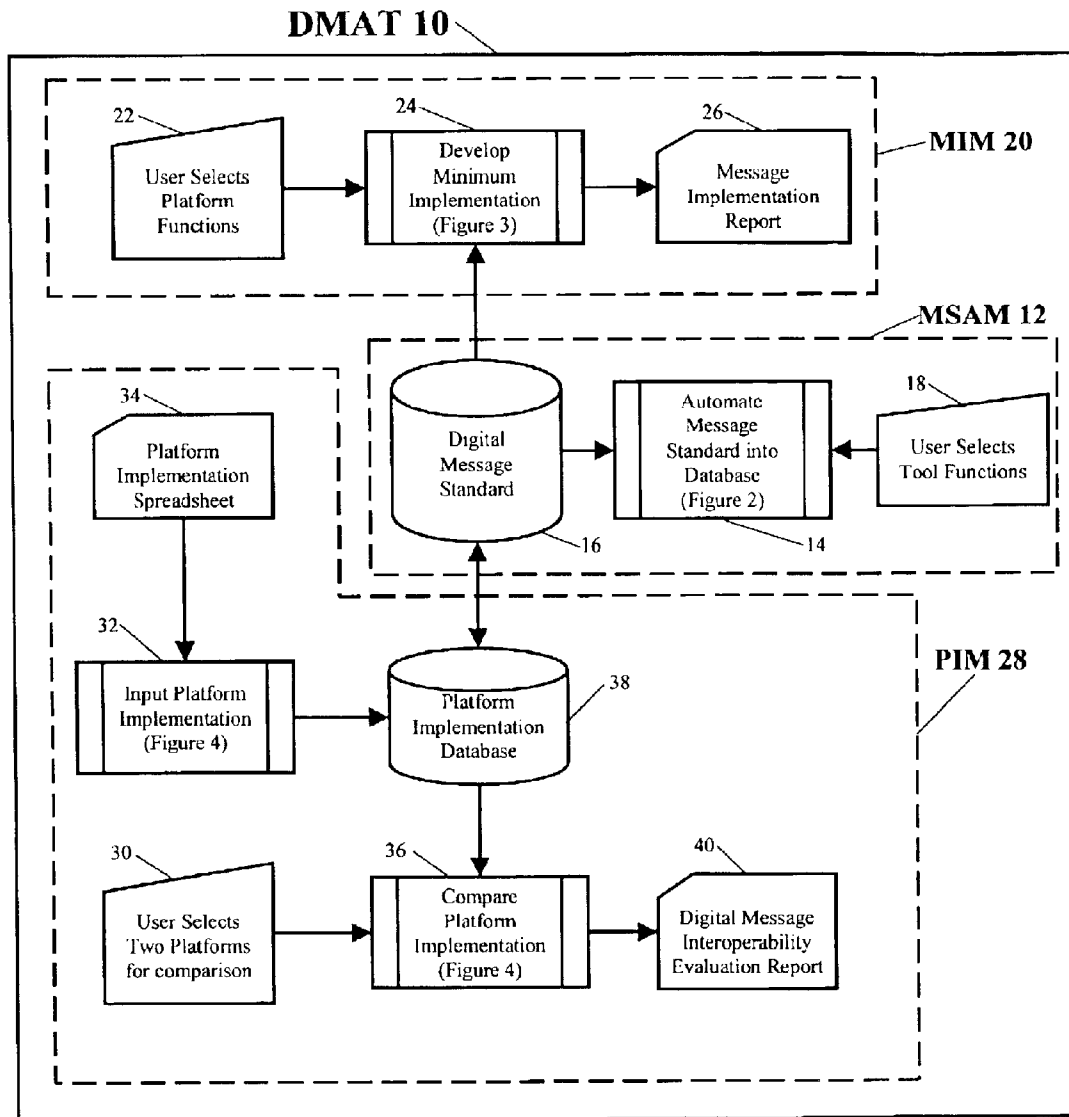 DMAT 10
22
User Selects
Platform
Functions
24
Develop
Minimum
Implementation
(Figure 3)
26
Message
Implementation
Report
MIM 20
MSAM 12
Digital
Message
Standard
16
Automate
Message
Standard into
Database
(Figure 2)
14
18
User Selects
Tool Functions
34
Platform
Implementation
Spreadsheet
32
Input Platform
Implementation
(Figure 4)
Platform
Implementation
Database
38
PIM 28
30
User Selects
Two Platforms
for comparison
36
Compare
Platform
Implementation
(Figure 4)
40
Digital Message
Interoperability
Evaluation Report